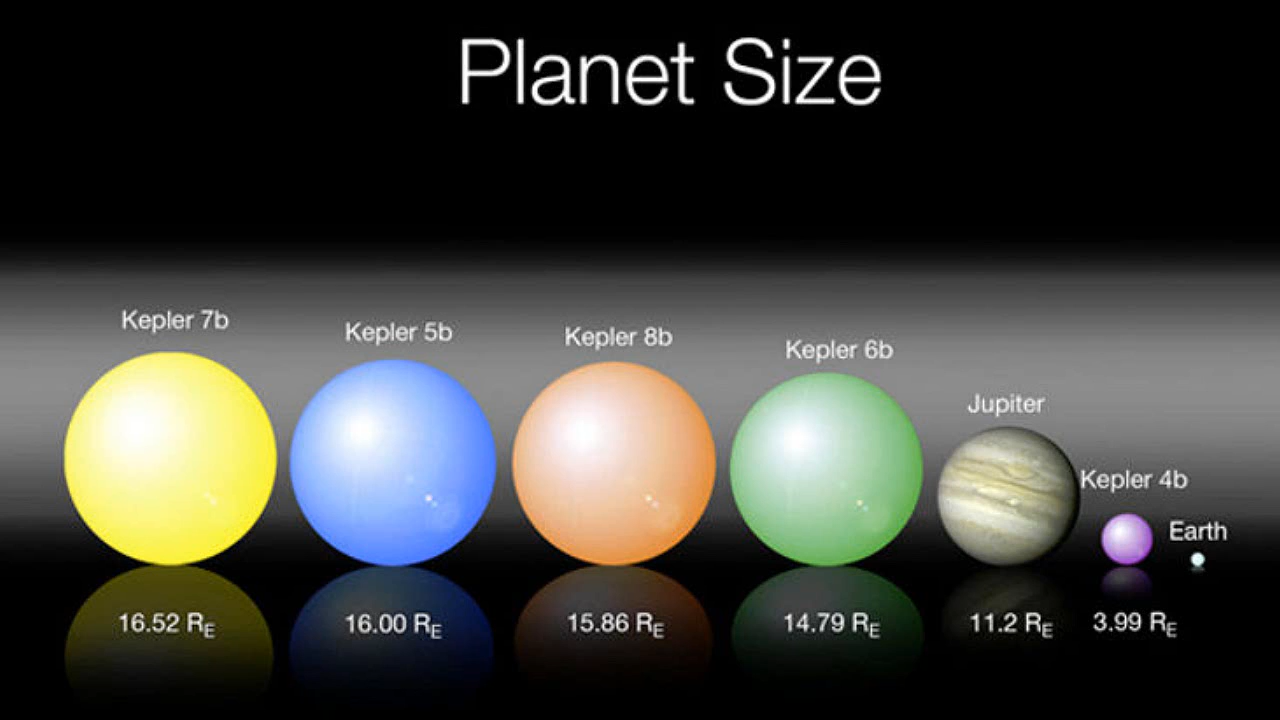 Planet Size
Kepler 7b
Kepler 5b
Kepler 8b
Kepler 6b
Jupiter
Kepler 4b
Earth
16.52 RE
16.00 RE
15.86 RE
14.79 RE
11.2 RE
3.99 RE